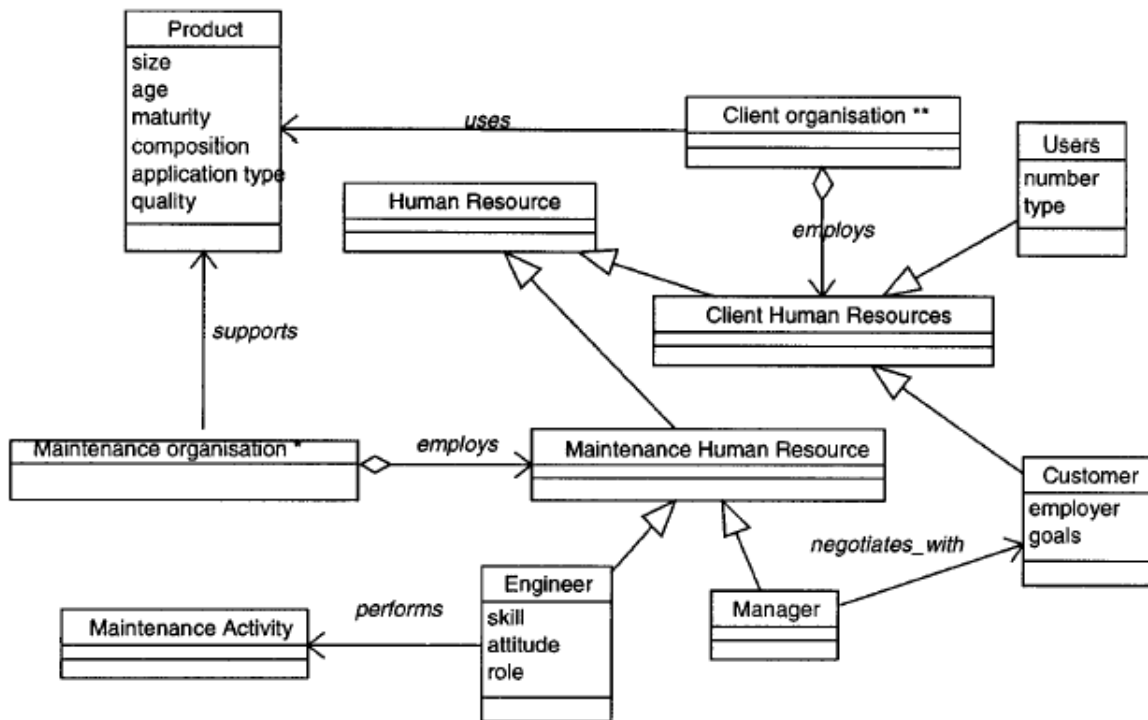 Product
size
age
maturity
composition
application type
quality
uses
Client organisation **
Users
number
type
Human Resource
employs
Client Human Resources
supports
Maintenance organisation *
employs
Maintenance Human Resource
Customer
employer
goals
negotiates_with
Engineer
skill
attitude
role
Manager
performs
Maintenance Activity